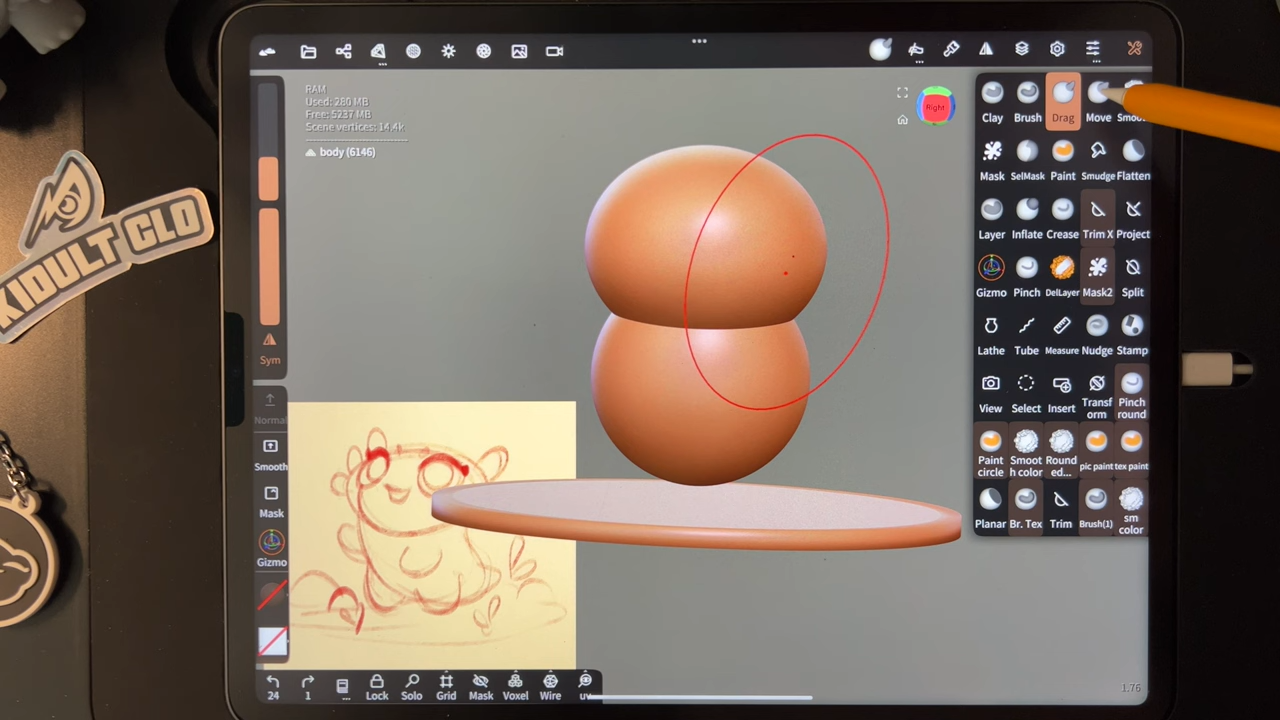 KIDULT CLO
RAM
Used: 280 MB
Free: 5237 MB
Scene vertices: 14.4k
body (6146)
Right
Sym
Normal
Smooth
Mask
Gizmo
Clay Brush Drag Move Smoo
Mask SelMask Paint Smudge Flatten
Layer Inflate Crease Trim X Project
Gizmo Pinch DelLayer Mask2 Split
Lathe Tube Measure Nudge Stamp
View Select Insert Transf Pinch
orm round
Paint Smoot Round pic paint tex paint
circle h color ed...
Planar Br. Tex Trim Brush(1) sm
color
24 1 ... Lock Solo Grid Mask Voxel Wire uv
1.76